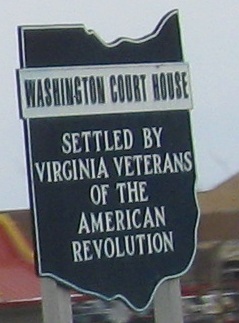 WASHINGTON COURT HOUSE
SETTLED BY
VIRGINIA VETERANS
OF THE
AMERICAN
REVOLUTION